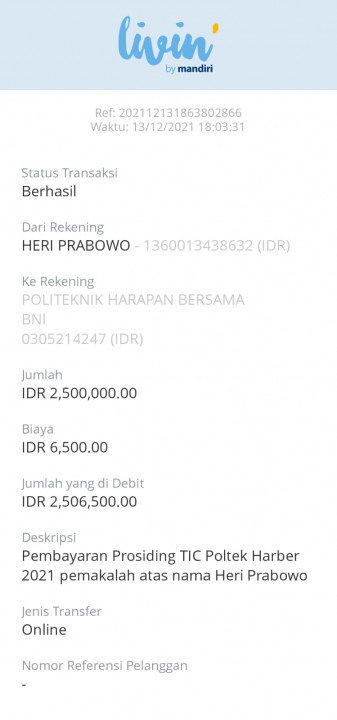 livin'
by mandiri
Ref: 202112131863802866
Waktu: 13/12/2021 18:03:31
Status Transaksi
Berhasil
Dari Rekening
HERI PRABOWO - 1360013438632 (IDR)
Ke Rekening
POLITEKNIK HARAPAN BERSAMA
BNI
0305214247 (IDR)
Jumlah
IDR 2,500,000.00
Biaya
IDR 6,500.00
Jumlah yang di Debit
IDR 2,506,500.00
Deskripsi
Pembayaran Prosiding TIC Poltek Harber
2021 pemakalah atas nama Heri Prabowo
Jenis Transfer
Online
Nomor Referensi Pelanggan
-